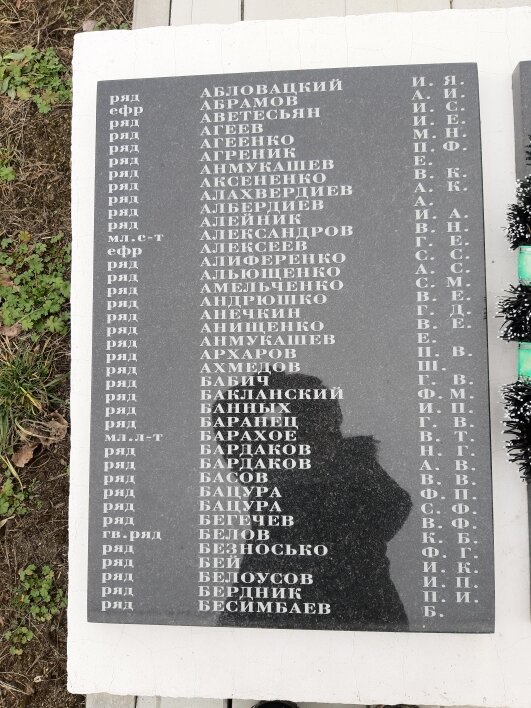 ряд АБЛОВАЦКИЙ И. Я.
ефр АБРАМОВ А. И.
ряд АВЕТЕСЬЯН И. С.
ряд АГЕЕВ И. Е.
ряд АГЕЕНКО М. Н.
ряд АГРЕНИК П. Ф.
ряд АНМУКАШЕВ Е.
ряд АКСЕНЕНКО В. К.
ряд АЛАХВЕРДИЕВ А. К.
ряд АЛБЕРДИЕВ А.
ряд АЛЕЙНИК И. А.
мл.с-т АЛЕКСАНДРОВ В. Н.
ефр АЛЕКСЕЕВ Г. Е.
ряд АЛИФЕРЕНКО С. С.
ряд АЛЬЮЩЕНКО А. С.
ряд АМЕЛЬЧЕНКО С. М.
ряд АНДРЮШКО В. Е.
ряд АНЕЧКИН Г. Д.
ряд АНИЩЕНКО В. Е.
ряд АНМУКАШЕВ Е.
ряд АРХАРОВ П. В.
ряд АХМЕДОВ Ш.
ряд БАБИЧ Г. В.
ряд БАКЛАНСКИЙ Ф. М.
ряд БАННЫХ И. П.
ряд БАРАНЕЦ Г. В.
мл.л-т БАРАХОЕ В. Т.
ряд БАРДАКОВ Н. Г.
ряд БАРДАКОВ А. В.
ряд БАСОВ В. В.
ряд БАЦУРА Ф. П.
ряд БАЦУРА С. Ф.
ряд БЕГЕЧЕВ В. Ф.
гв.ряд БЕЛОВ К. Б.
ряд БЕЗНОСЬКО Ф. Г.
ряд БЕЙ И. К.
ряд БЕЛОУСОВ И. П.
ряд БЕРДНИК П. И.
ряд БЕСИМБАЕВ Б.